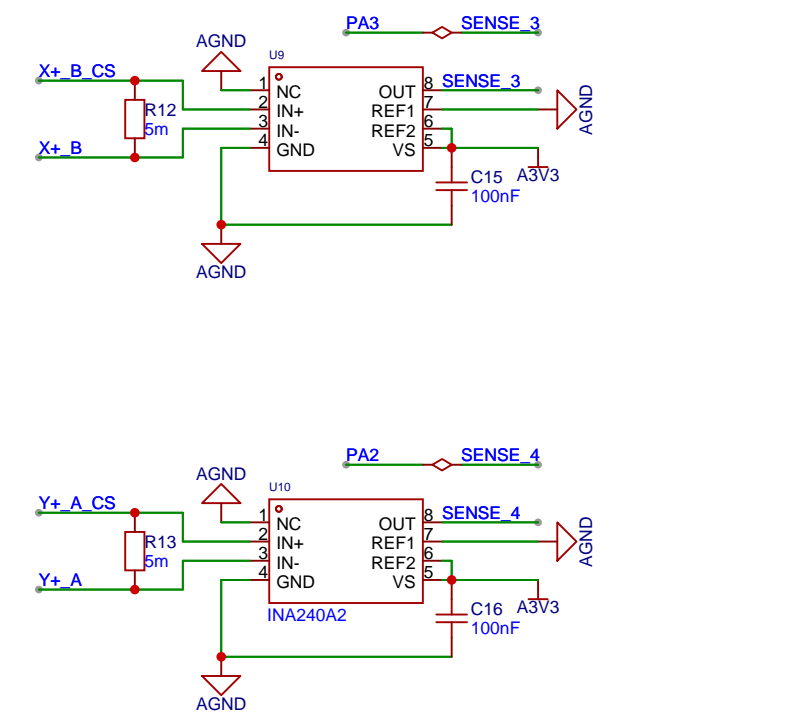 PA3 SENSE_3
AGND
U9
X+_B_CS
1 NC OUT 8 SENSE_3
2 IN+ REF1 7 AGND
R12
5m
3 IN- REF2 6
X+_B
4 GND VS 5
C15 A3V3
100nF
AGND
PA2 SENSE_4
AGND
U10
Y+_A_CS
1 NC OUT 8 SENSE_4
2 IN+ REF1 7 AGND
R13
5m
3 IN- REF2 6
Y+_A
4 GND VS 5
INA240A2
C16 A3V3
100nF
AGND